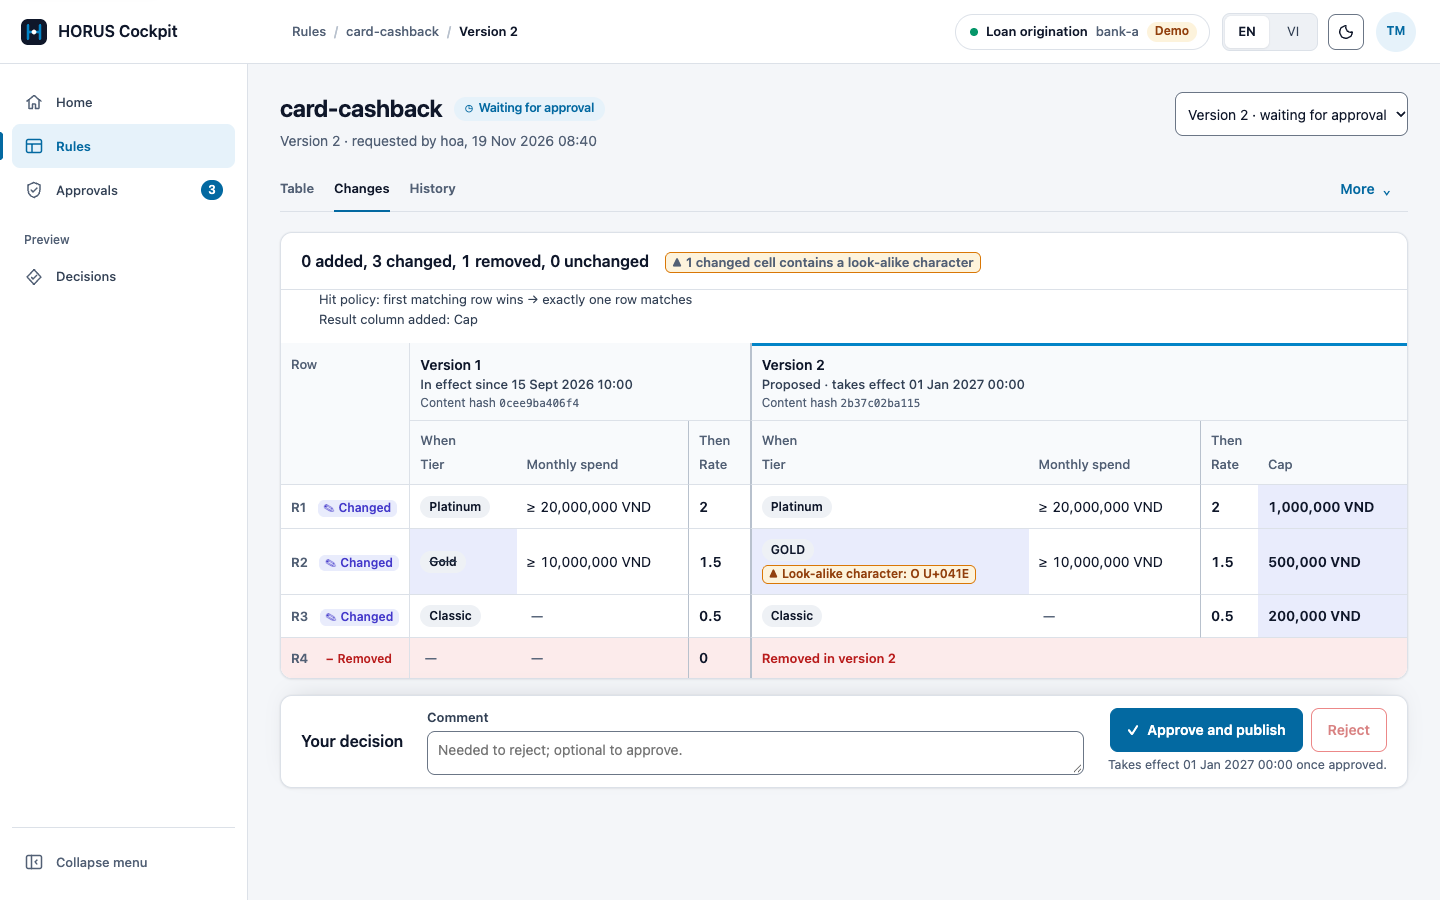 HORUS Cockpit
Rules / card-cashback / Version 2
Loan origination bank-a Demo
EN VI
TM
Home
Rules
Approvals 3
Preview
Decisions
Collapse menu
card-cashback Waiting for approval
Version 2 · requested by hoa, 19 Nov 2026 08:40
Version 2 · waiting for approval
Table Changes History
More
0 added, 3 changed, 1 removed, 0 unchanged
▲ 1 changed cell contains a look-alike character
Hit policy: first matching row wins → exactly one row matches
Result column added: Cap
Row
Version 1
In effect since 15 Sept 2026 10:00
Content hash 0cee9ba406f4
Version 2
Proposed · takes effect 01 Jan 2027 00:00
Content hash 2b37c02ba115
When Then When Then
Tier Monthly spend Rate Tier Monthly spend Rate Cap
R1 ✎ Changed Platinum ≥ 20,000,000 VND 2 Platinum ≥ 20,000,000 VND 2 1,000,000 VND
R2 ✎ Changed Gold ≥ 10,000,000 VND 1.5 GОLD ≥ 10,000,000 VND 1.5 500,000 VND
▲ Look-alike character: О U+041E
R3 ✎ Changed Classic — 0.5 Classic — 0.5 200,000 VND
R4 − Removed — — 0 Removed in version 2
Your decision
Comment
Needed to reject; optional to approve.
✓ Approve and publish
Reject
Takes effect 01 Jan 2027 00:00 once approved.